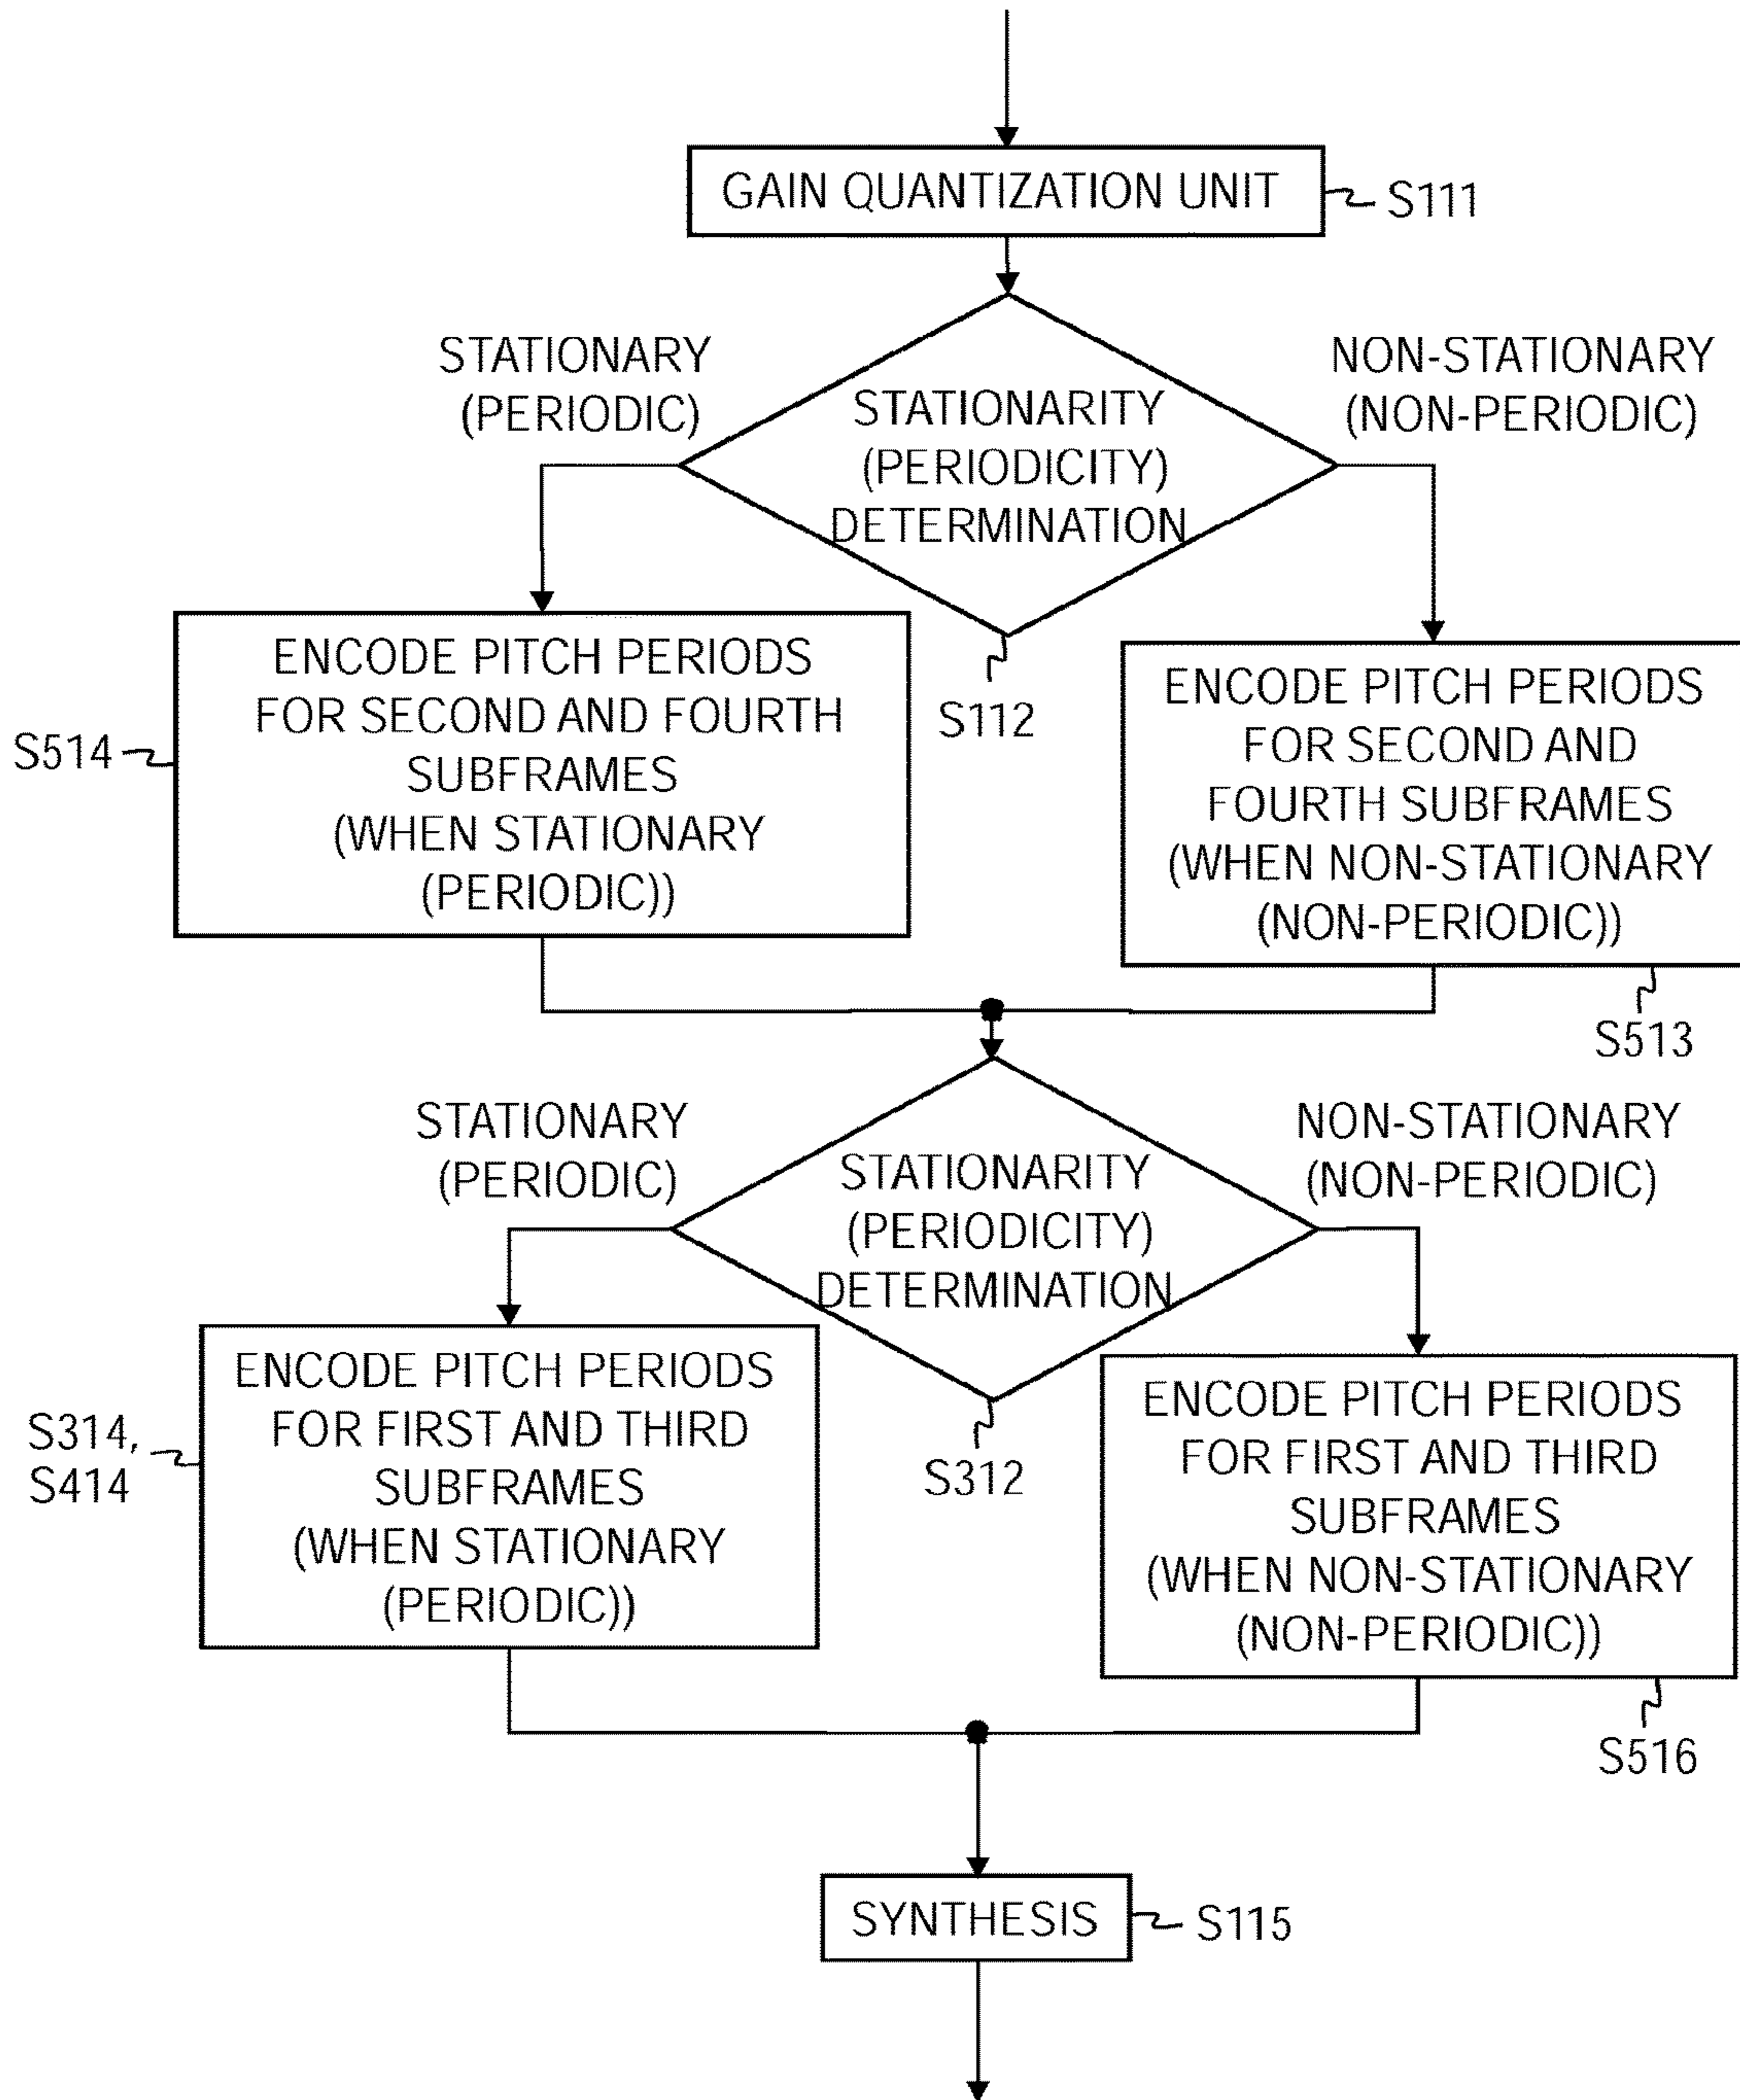 GAIN QUANTIZATION UNIT
S111
STATIONARY
(PERIODIC)
STATIONARITY
(PERIODICITY)
DETERMINATION
NON-STATIONARY
(NON-PERIODIC)
S112
S514
ENCODE PITCH PERIODS
FOR SECOND AND FOURTH
SUBFRAMES
(WHEN STATIONARY
(PERIODIC))
ENCODE PITCH PERIODS
FOR SECOND AND
FOURTH SUBFRAMES
(WHEN NON-STATIONARY
(NON-PERIODIC))
S513
STATIONARY
(PERIODIC)
STATIONARITY
(PERIODICITY)
DETERMINATION
NON-STATIONARY
(NON-PERIODIC)
S312
S314,
S414
ENCODE PITCH PERIODS
FOR FIRST AND THIRD
SUBFRAMES
(WHEN STATIONARY
(PERIODIC))
ENCODE PITCH PERIODS
FOR FIRST AND THIRD
SUBFRAMES
(WHEN NON-STATIONARY
(NON-PERIODIC))
S516
SYNTHESIS
S115